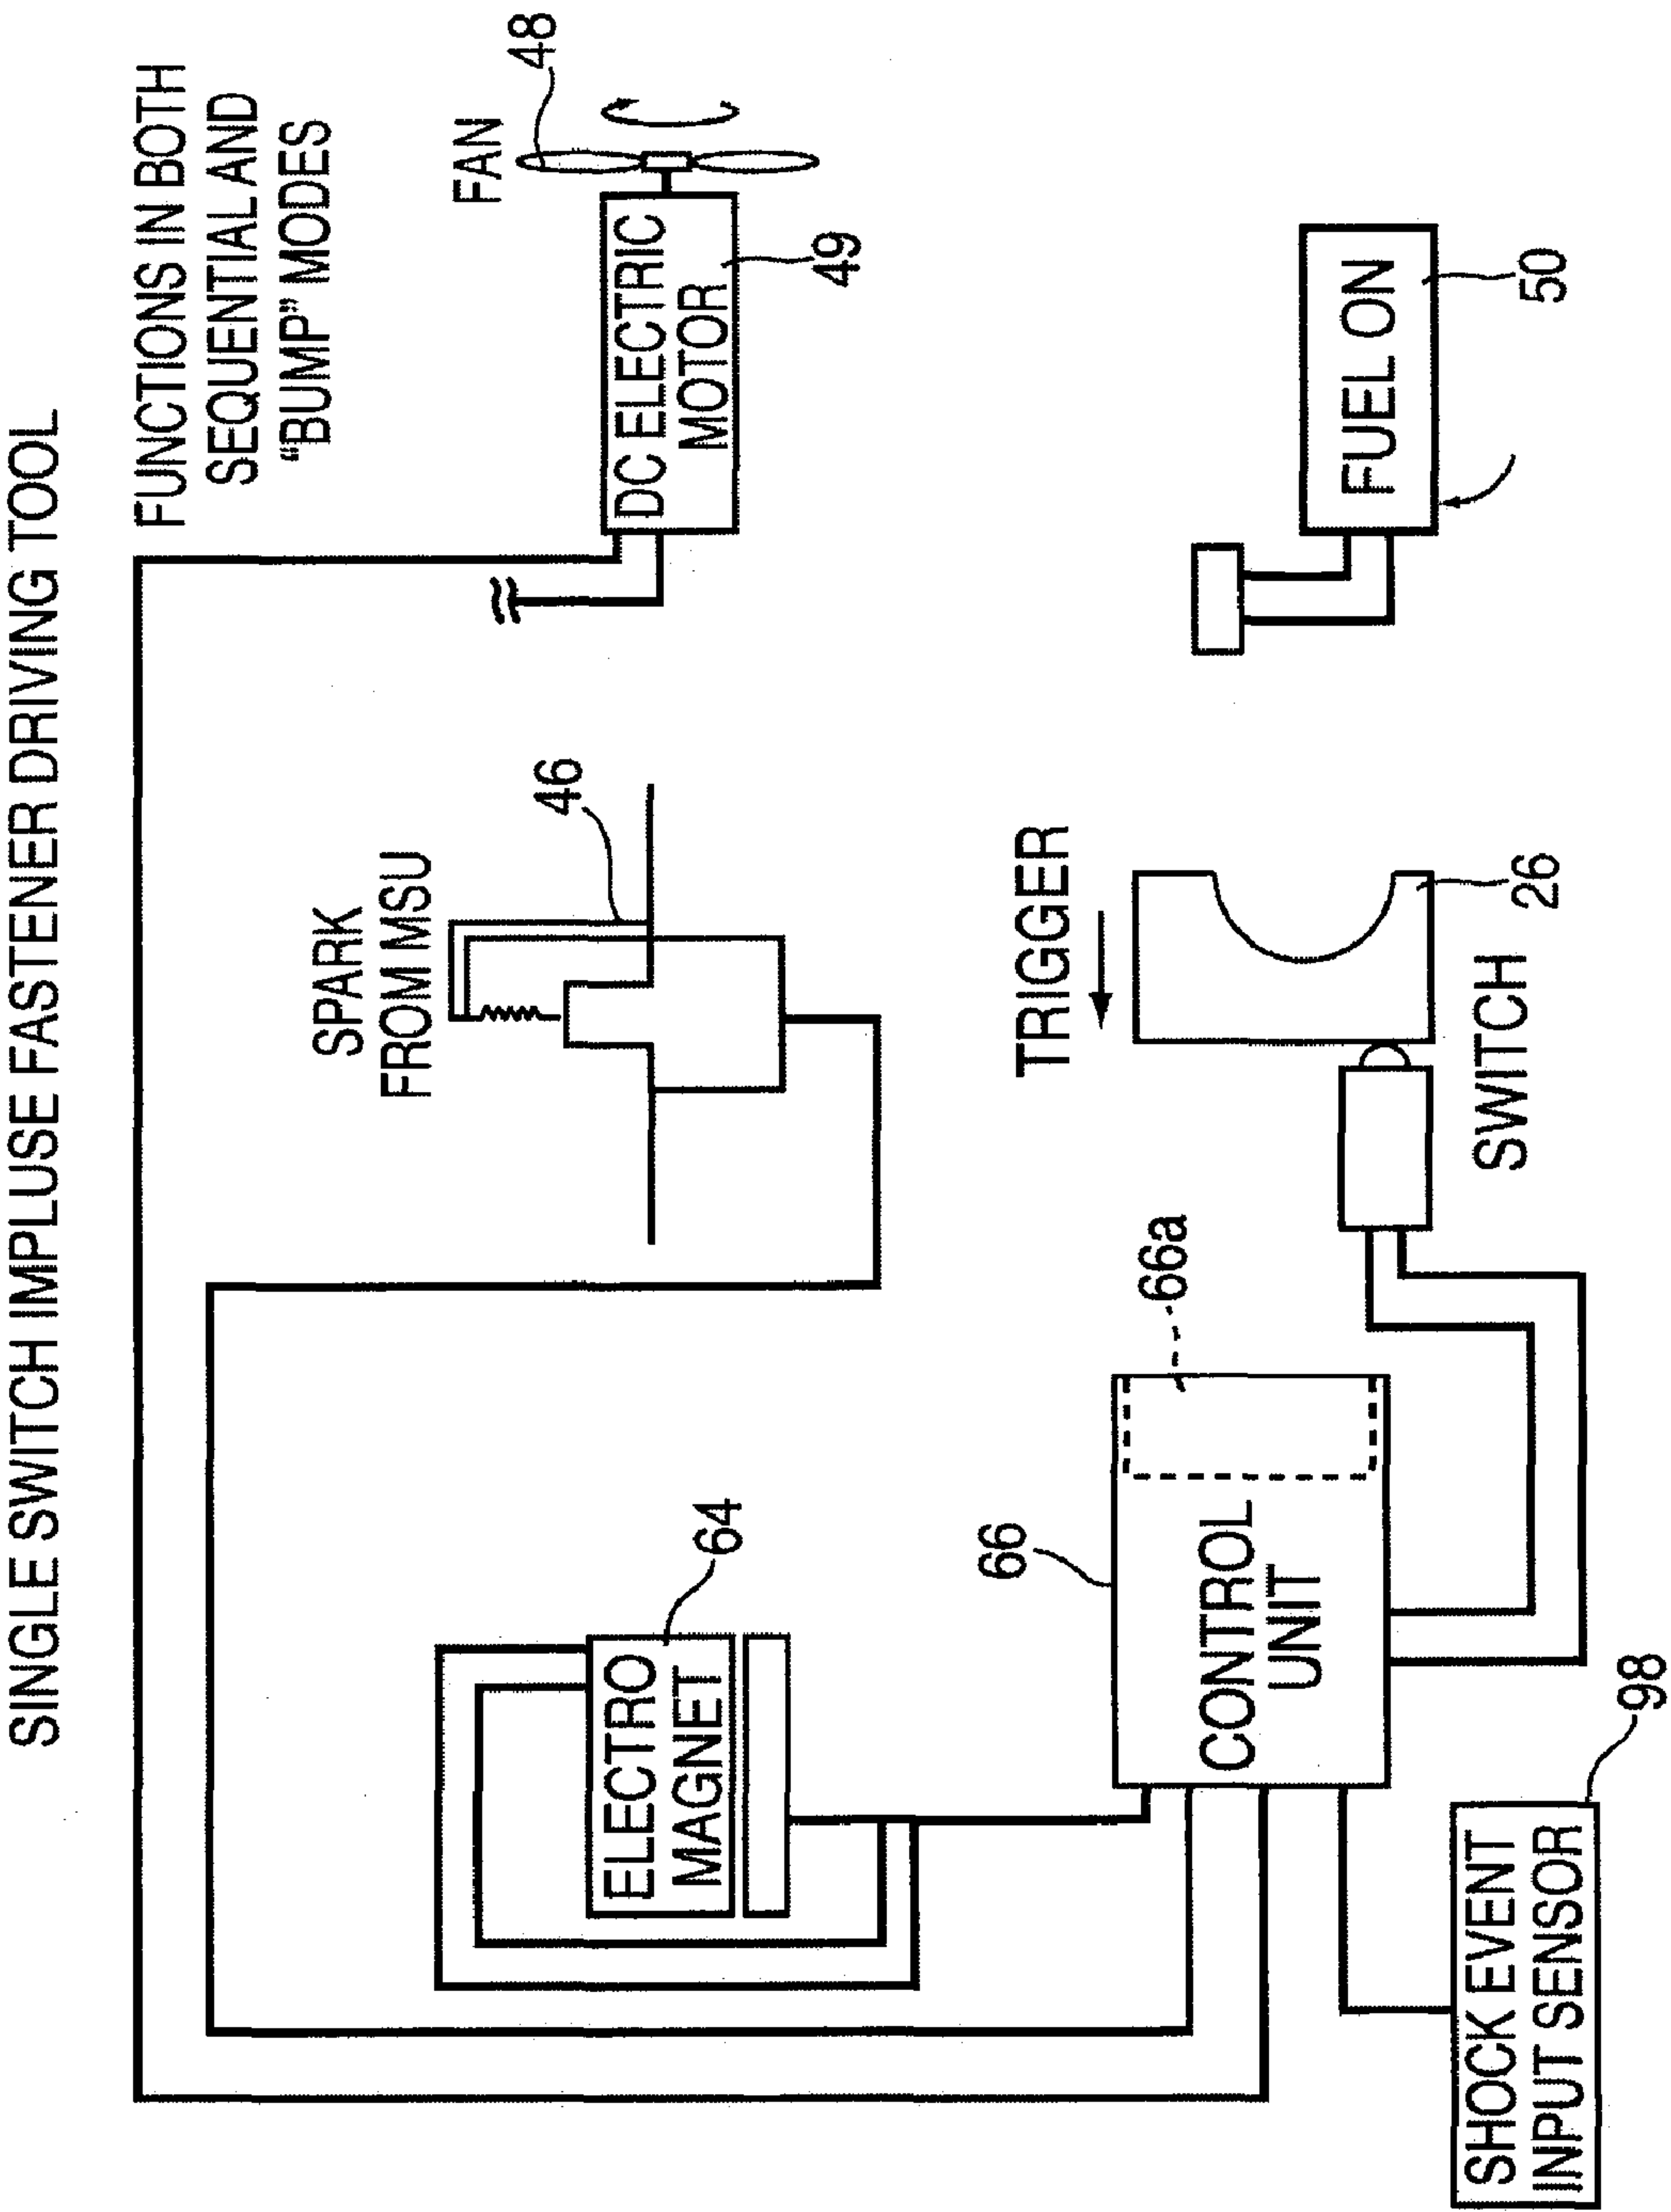 SINGLE SWITCH IMPLUSE FASTENER DRIVING TOOL
FUNCTIONS IN BOTH
SEQUENTIAL AND
"BUMP" MODES
SPARK
FROM MSU
46
FAN
48
DC ELECTRIC
MOTOR
49
ELECTRO
MAGNET
64
66
CONTROL
UNIT
66a
TRIGGER
26
SWITCH
FUEL ON
50
SHOCK EVENT
INPUT SENSOR
98